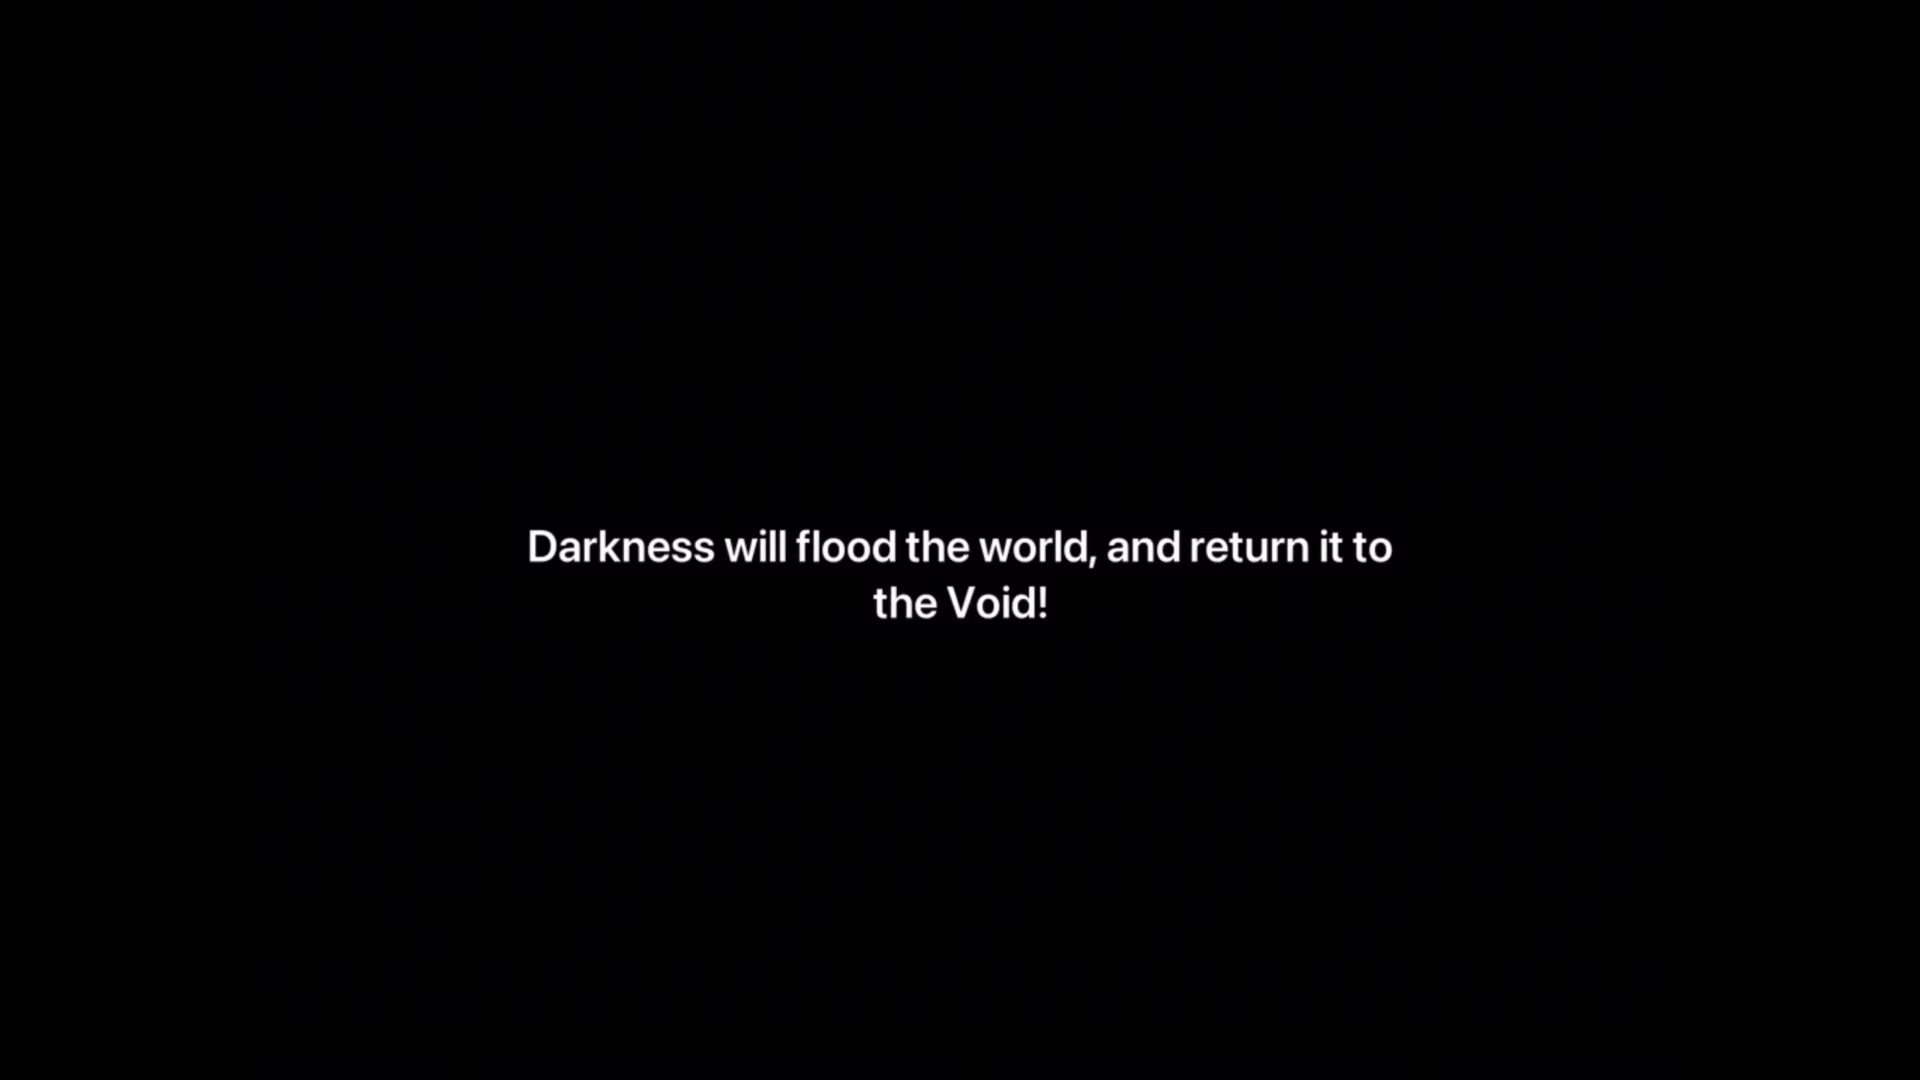 Darkness will flood the world, and return it to
the Void!